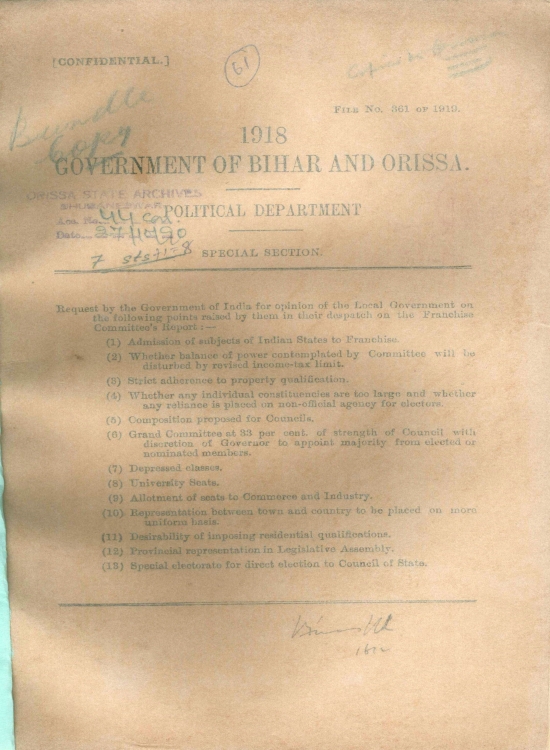 [CONFIDENTIAL.]
61
FILE No. 361 OF 1919.
Bundle
Copy
1918
GOVERNMENT OF BIHAR AND ORISSA.
ORISSA STATE ARCHIVES
BHUBANESWAR
POLITICAL DEPARTMENT
Acc No. 44 Con.
Date
SPECIAL SECTION.
Request by the Government of India for opinion of the Local Government on
the following points raised by them in their despatch on the Franchise
Committee's Report :—
(1) Admission of subjects of Indian States to Franchise.
(2) Whether balance of power contemplated by Committee will be
disturbed by revised income-tax limit.
(3) Strict adherence to property qualification.
(4) Whether any individual constituencies are too large and whether
any reliance is placed on non-official agency for electors.
(5) Composition proposed for Councils.
(6) Grand Committee at 33 per cent. of strength of Council with
discretion of Governor to appoint majority from elected or
nominated members.
(7) Depressed classes.
(8) University Seats.
(9) Allotment of seats to Commerce and Industry.
(10) Representation between town and country to be placed on more
uniform basis.
(11) Desirability of imposing residential qualifications.
(12) Provincial representation in Legislative Assembly.
(13) Special electorate for direct election to Council of State.